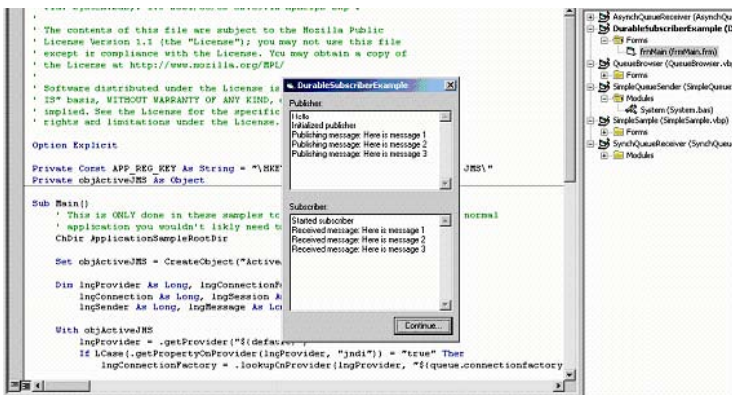 ' The contents of this file are subject to the Mozilla Public
' License Version 1.1 (the "License"); you may not use this file
' except in compliance with the License. You may obtain a copy of
' the License at http://www.mozilla.org/MPL/
'
' Software distributed under the License is
' IS" basis, WITHOUT WARRANTY OF ANY KIND,
' implied. See the License for the specific
' rights and limitations under the License.
Option Explicit
Private Const APP_REG_KEY As String = "\HKE JMS\"
Private objActiveJMS As Object
Sub Main()
' This is ONLY done in these samples to normal
' application you wouldn't likly need t
ChDir ApplicationSampleRootDir
Set objActiveJMS = CreateObject("Active
Dim lngProvider As Long, lngConnectionF
lngConnection As Long, lngSession A
lngSender As Long, lngMessage As Lo
With objActiveJMS
lngProvider = .getProvider("$(defau
If LCase(.getPropertyOnProvider(lngProvider, "jndi")) = "true" Then
lngConnectionFactory = .lookupOnProvider(lngProvider, "$(queue.connectionfactory
DurableSubscriberExample
Publisher:
Hello
Initialized publisher
Publishing message: Here is message 1
Publishing message: Here is message 2
Publishing message: Here is message 3
Subscriber:
Started subscriber
Received message: Here is message 1
Received message: Here is message 2
Received message: Here is message 3
Continue...
AsynchQueueReceiver (AsynchQu
DurableSubscriberExample (D
Forms
frmMain (frmMain.frm)
QueueBrowser (QueueBrowser.vb
Forms
SimpleQueueSender (SimpleQueue
Modules
System (System.bas)
SimpleSample (SimpleSample.vbp)
Forms
SynchQueueReceiver (SynchQueu
Modules